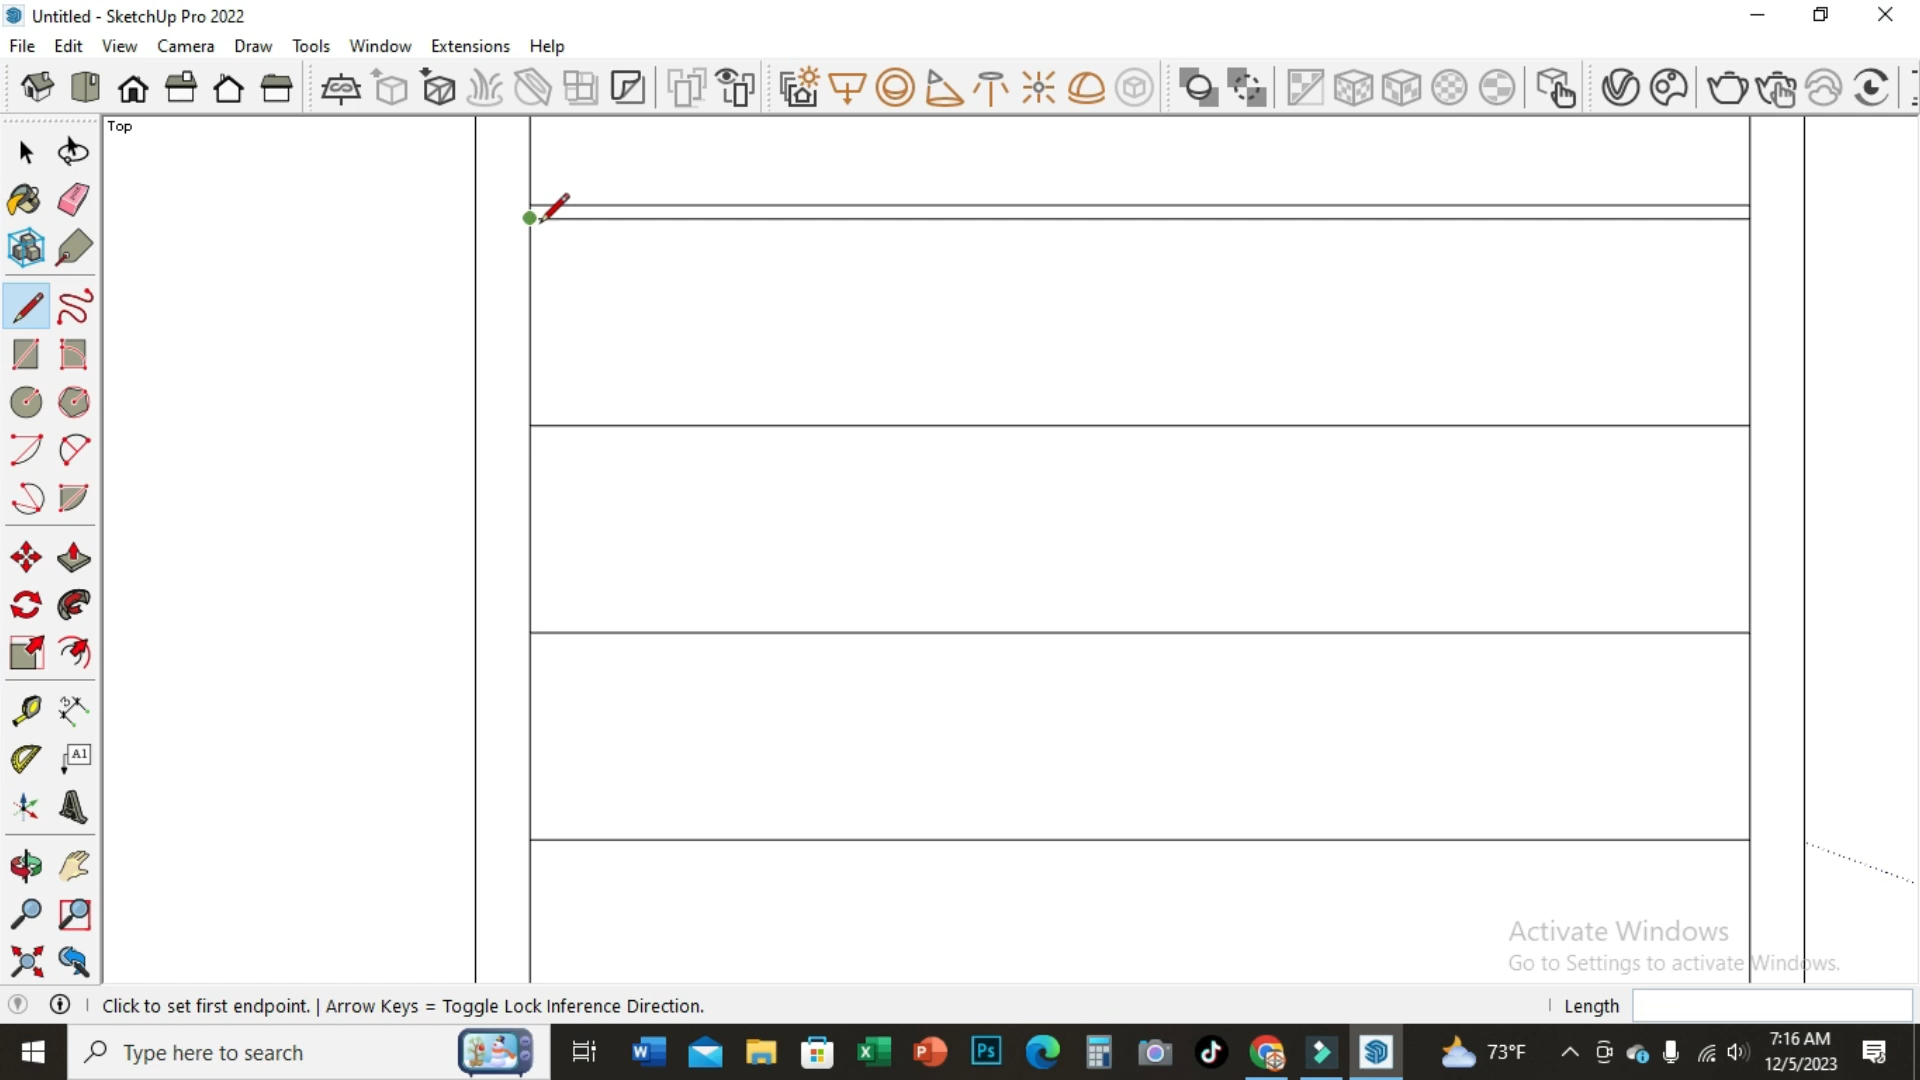 Untitled - SketchUp Pro 2022
File Edit View Camera Draw Tools Window Extensions Help
Top
A1
Activate Windows
Go to Settings to activate Windows.
Click to set first endpoint. | Arrow Keys = Toggle Lock Inference Direction.
Length
Type here to search
73°F
7:16 AM
12/5/2023